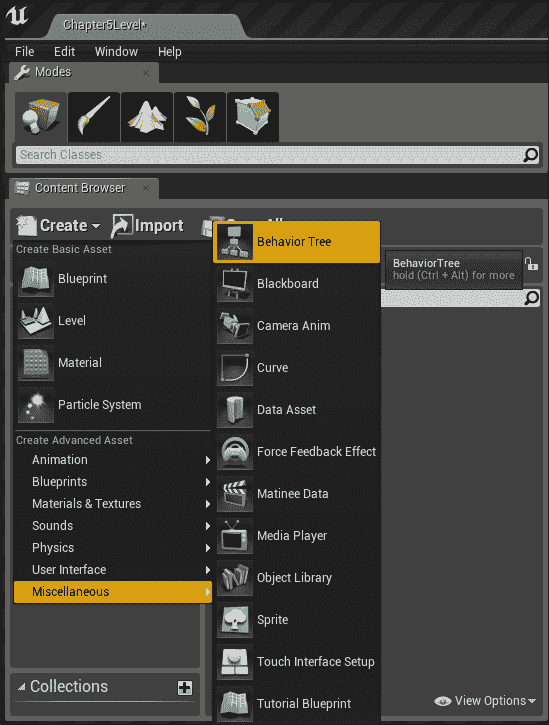 Chapter5Level*
File Edit Window Help
Modes
Search Classes
Content Browser
Create Import
Create Basic Asset
Blueprint
Level
Material
Particle System
Create Advanced Asset
Animation
Blueprints
Materials & Textures
Sounds
Physics
User Interface
Miscellaneous
Behavior Tree
Blackboard
Camera Anim
Curve
Data Asset
Force Feedback Effect
Matinee Data
Media Player
Object Library
Sprite
Touch Interface Setup
Tutorial Blueprint
BehaviorTree
hold (Ctrl + Alt) for more
Collections
View Options